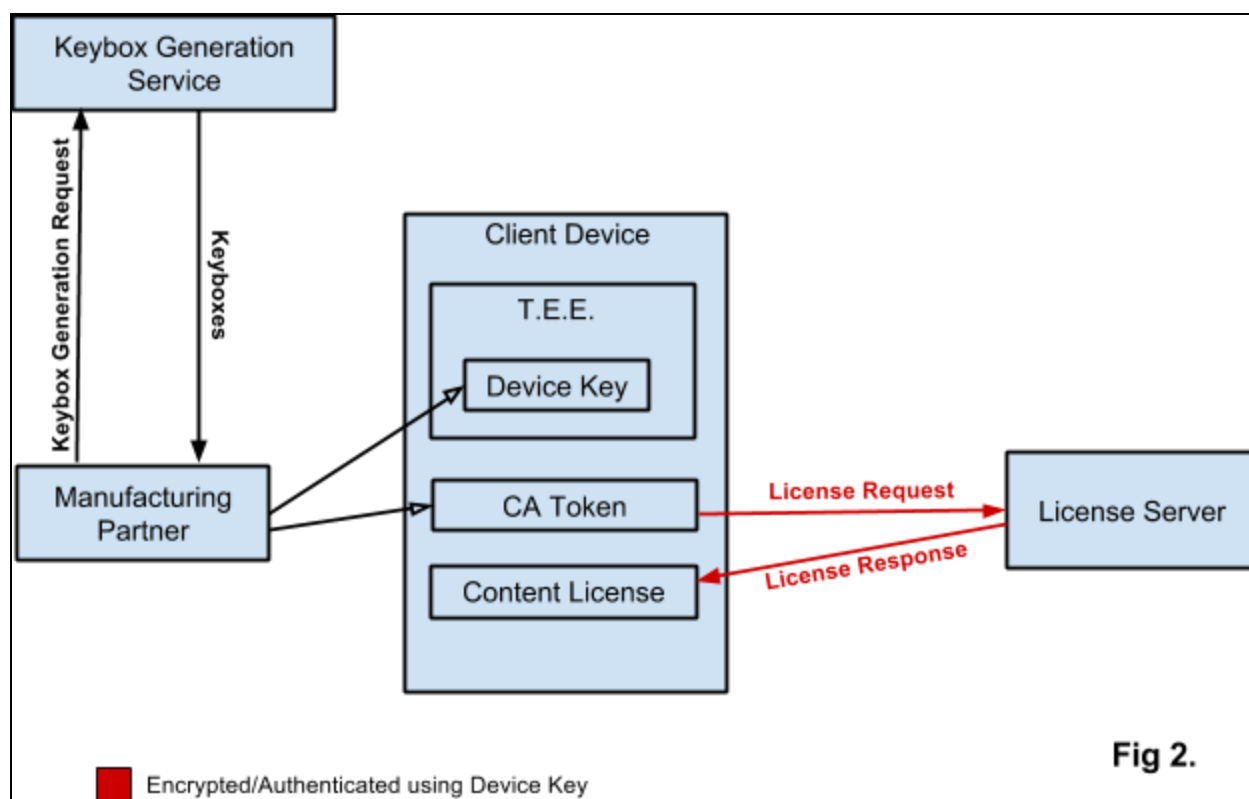 Keybox Generation
Service
Keybox Generation Request
Keyboxes
Client Device
T.E.E.
Device Key
Manufacturing
Partner
CA Token
License Request
License Server
License Response
Content License
Fig 2.
Encrypted/Authenticated using Device Key